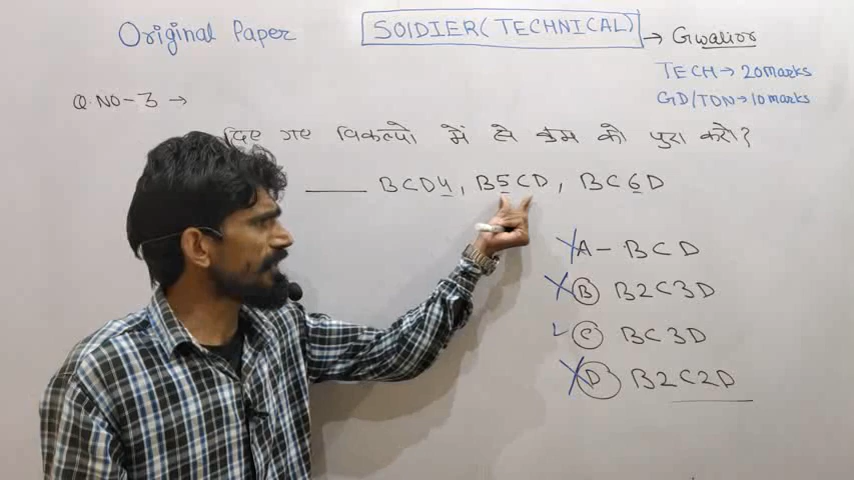 Original Paper
SOIDIER(TECHNICAL) → Gwalior
TECH → 20marks
GD/TDN → 10marks
Q.NO-3 →
दिए गए विकल्पो में से क्रम को पुरा करो?
____ BCD4, B5CD, BC6D
A - BCD
B B2C3D
C BC3D
D B2C2D